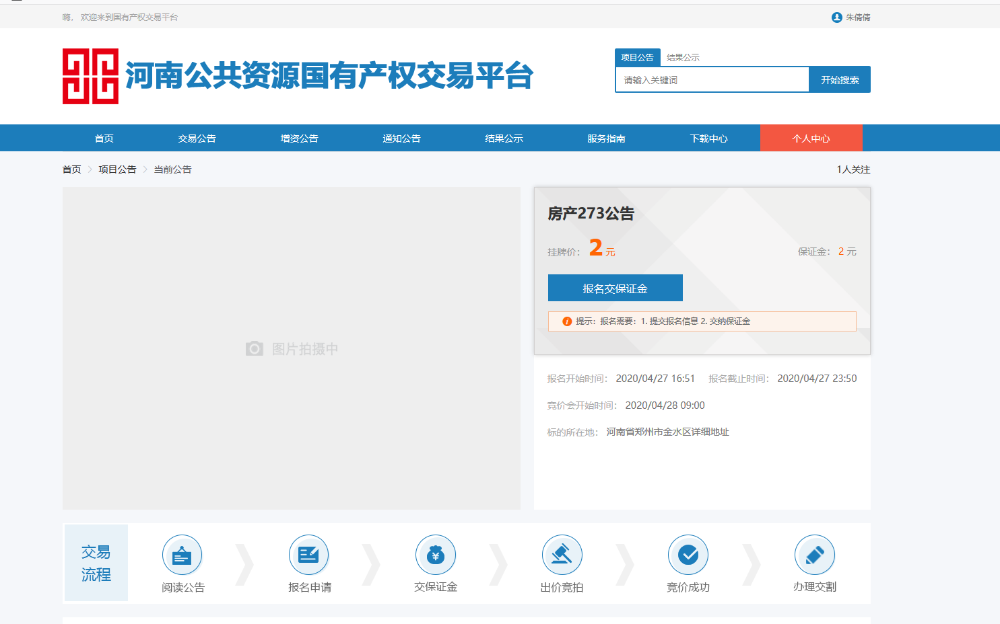 嗨， 欢迎来到国有产权交易平台
朱倩倩
河南公共资源国有产权交易平台
项目公告 结果公示
请输入关键词 开始搜索
首页 交易公告 增资公告 通知公告 结果公示 服务指南 下载中心 个人中心
首页 > 项目公告 > 当前公告
1人关注
图片拍摄中
房产273公告
挂牌价： 2 元 保证金： 2 元
报名交保证金
提示：报名需要：1. 提交报名信息 2. 交纳保证金
报名开始时间： 2020/04/27 16:51 报名截止时间： 2020/04/27 23:50
竞价会开始时间： 2020/04/28 09:00
标的所在地： 河南省郑州市金水区详细地址
交易
流程
阅读公告 报名申请 交保证金 出价竞拍 竞价成功 办理交割